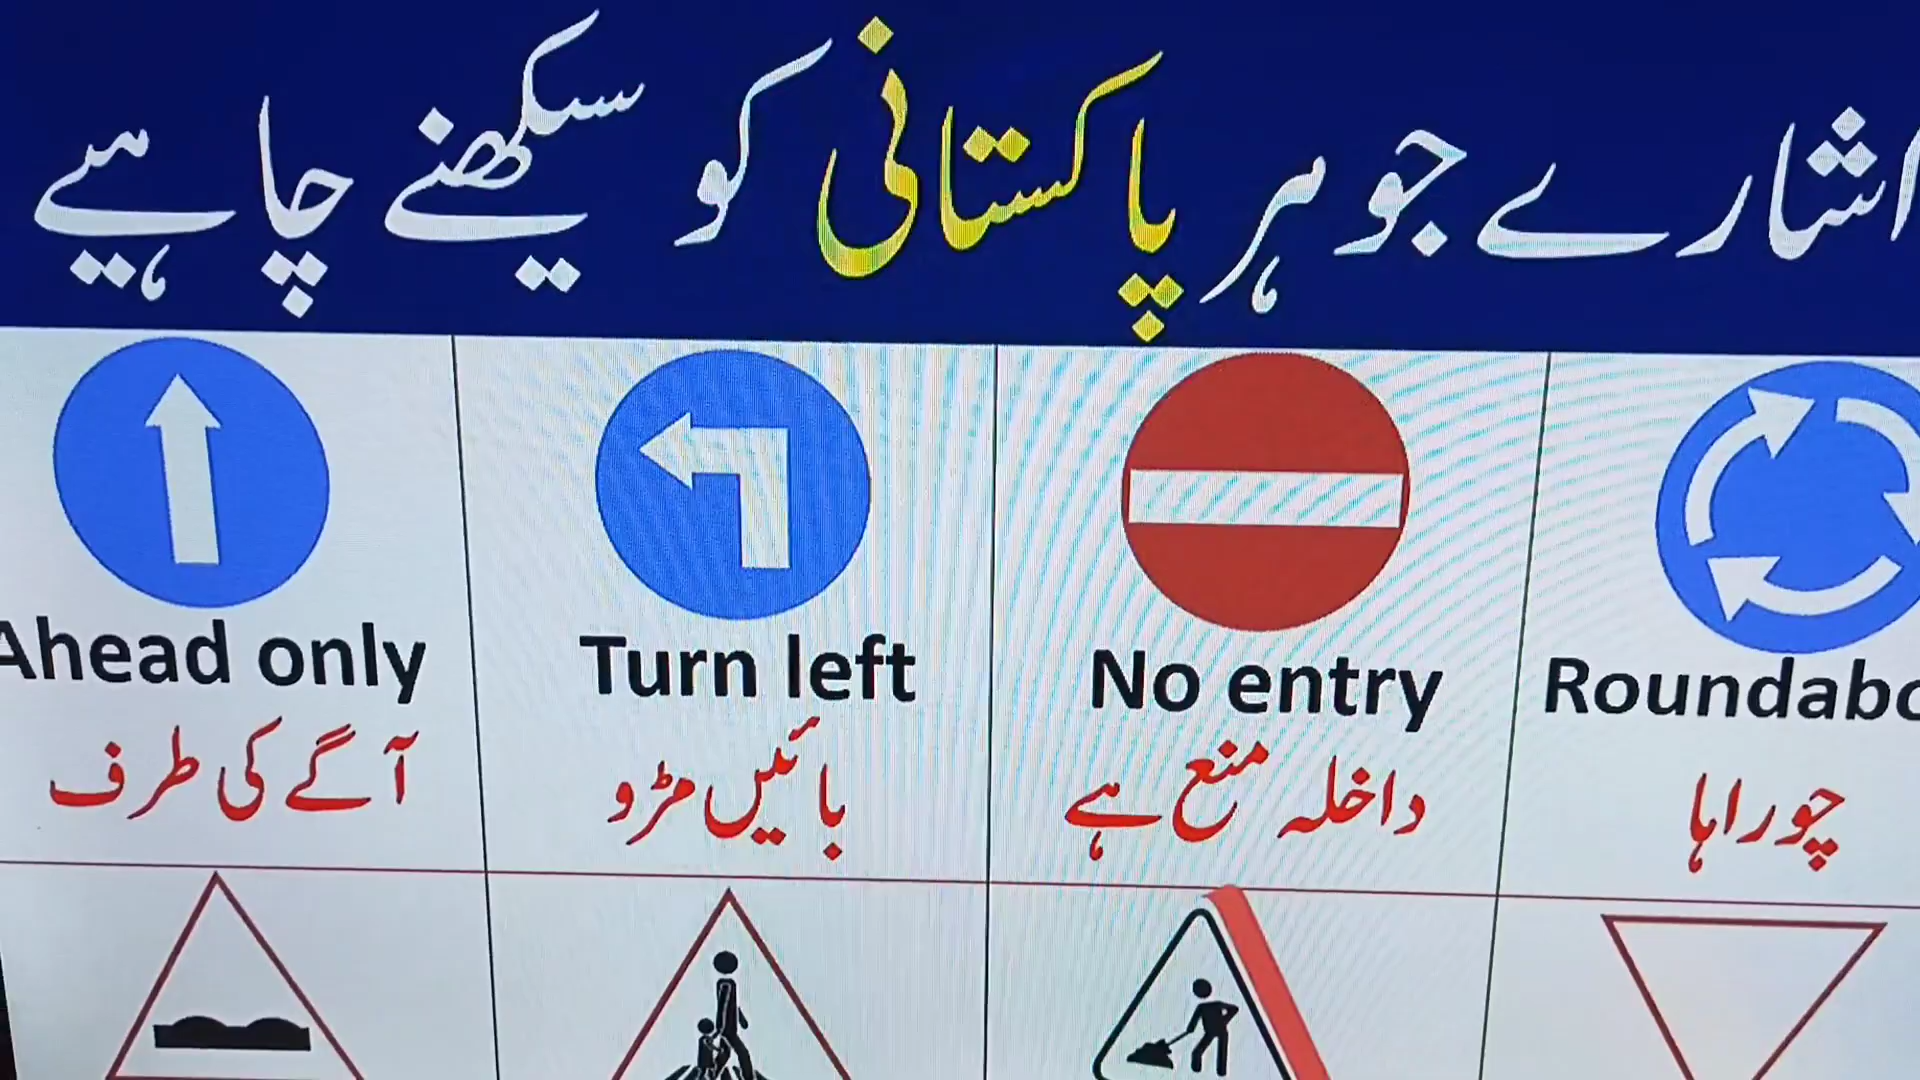 اشارے جو ہر پاکستانی کو سیکھنے چاہیے
Ahead only
آگے کی طرف
Turn left
بائیں مڑو
No entry
داخلہ منع ہے
Roundabo
چوراہا